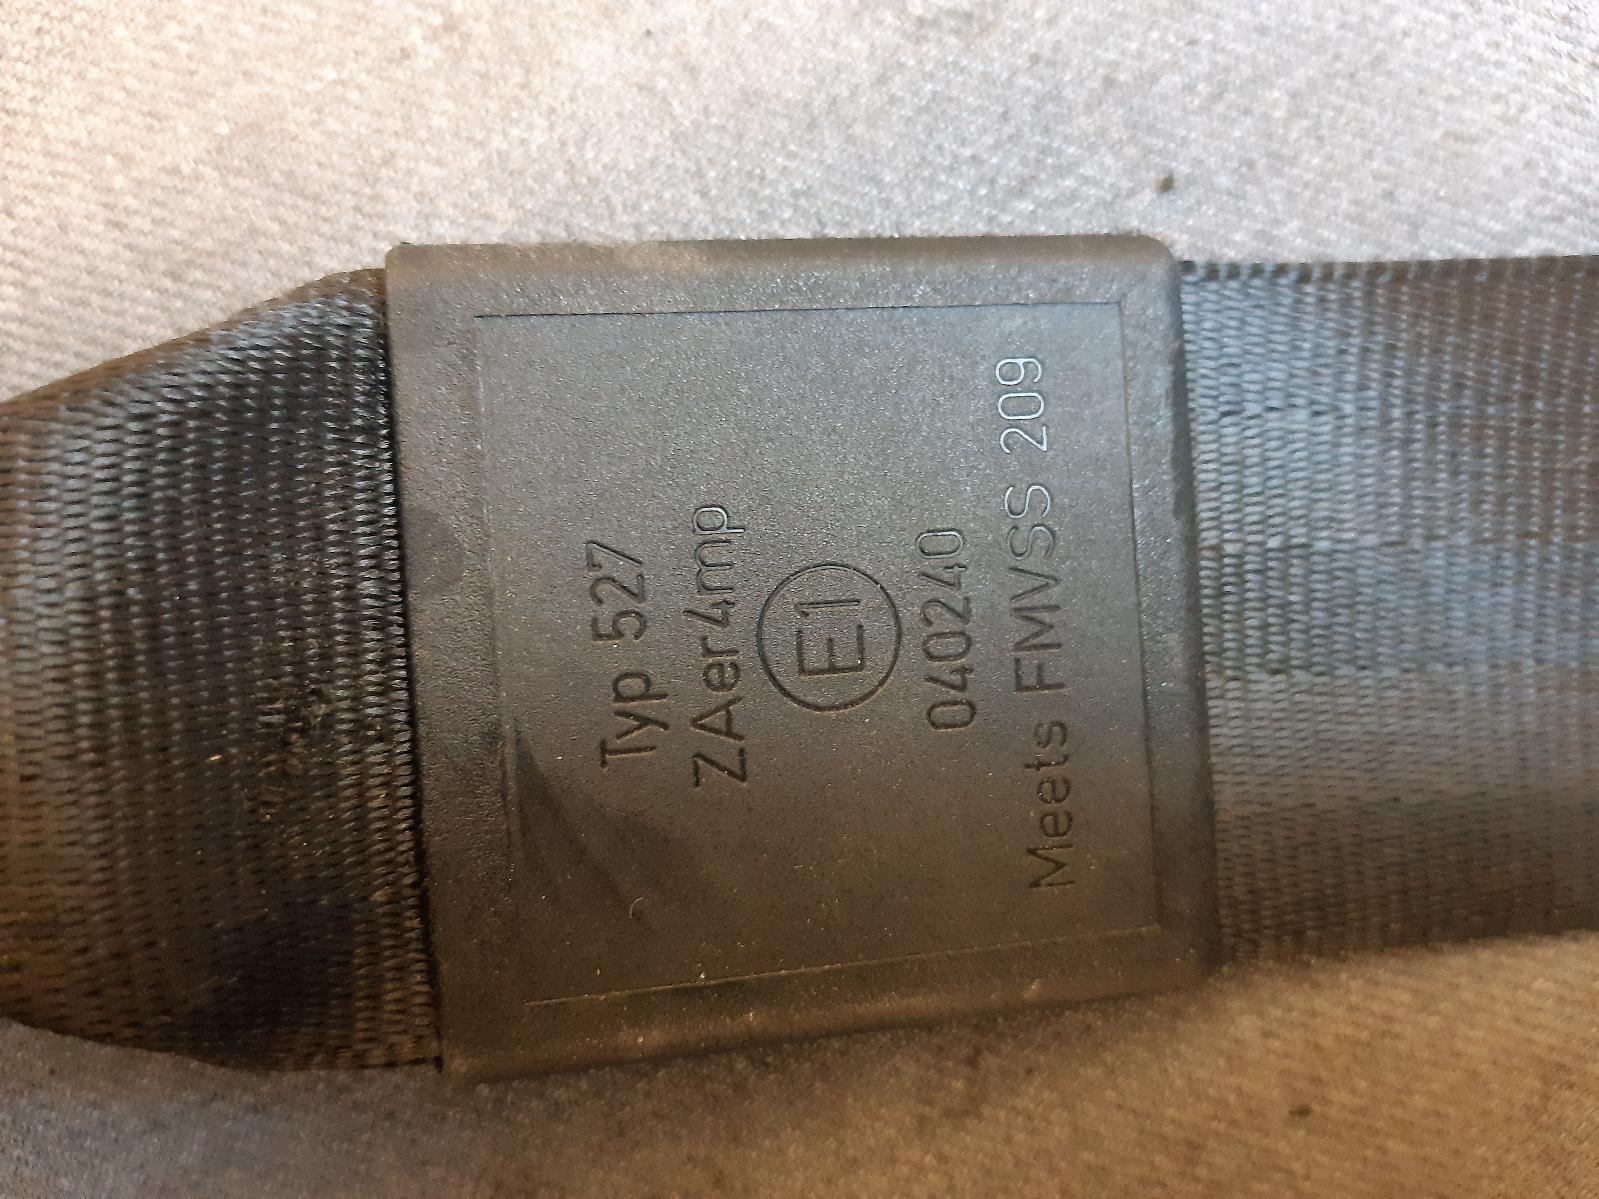 Typ 527
ZAer4mp
E1
040240
Meets FMVSS 209